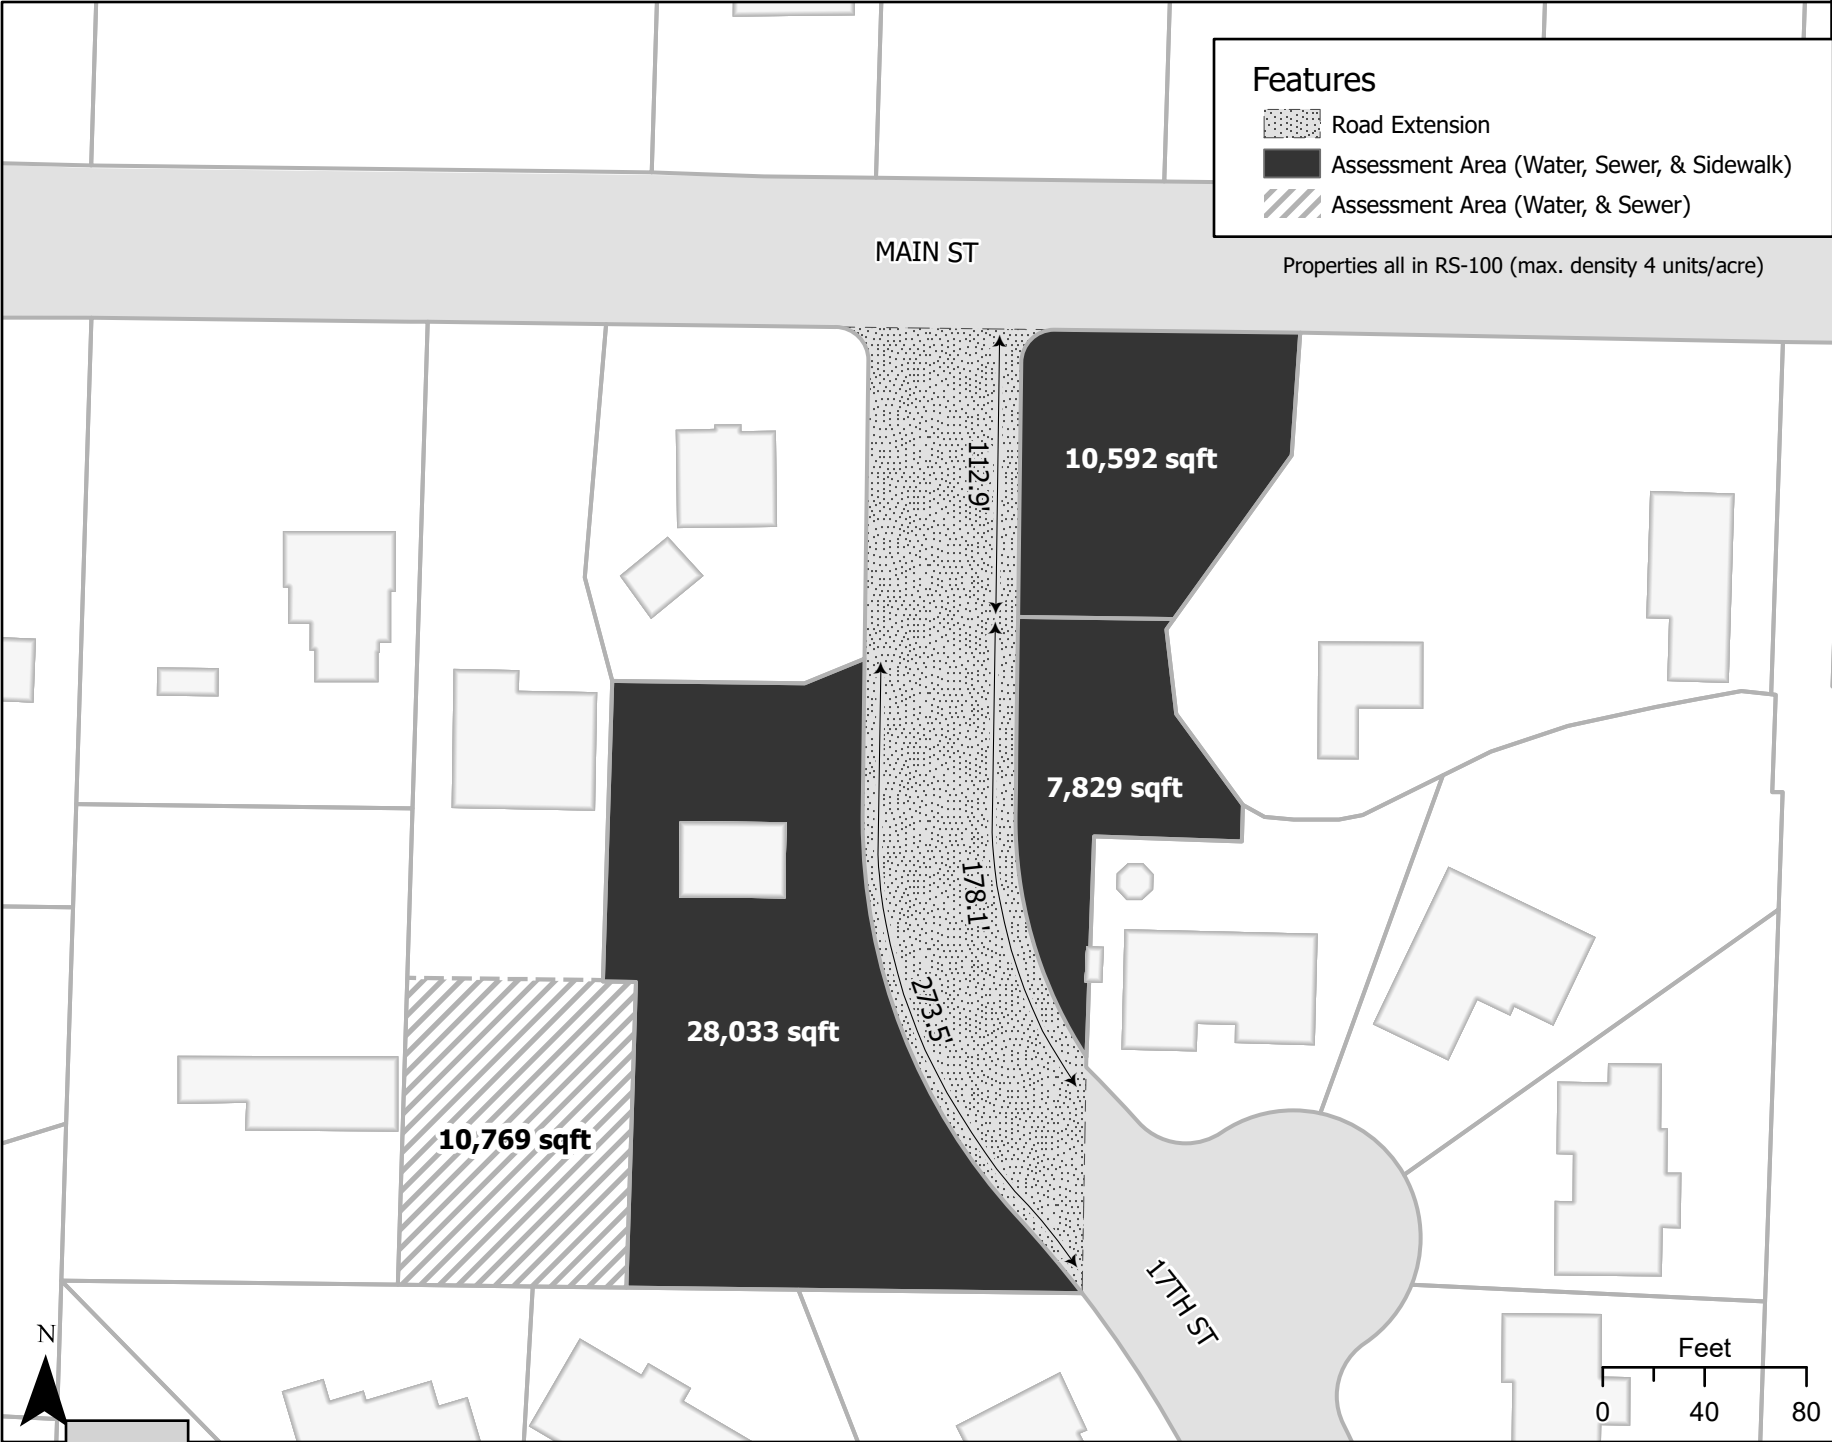 Features
Road Extension
Assessment Area (Water, Sewer, & Sidewalk)
Assessment Area (Water, & Sewer)
MAIN ST
Properties all in RS-100 (max. density 4 units/acre)
112.9'
10,592 sqft
7,829 sqft
178.1'
273.5'
28,033 sqft
10,769 sqft
17TH ST
N
Feet
0 40 80